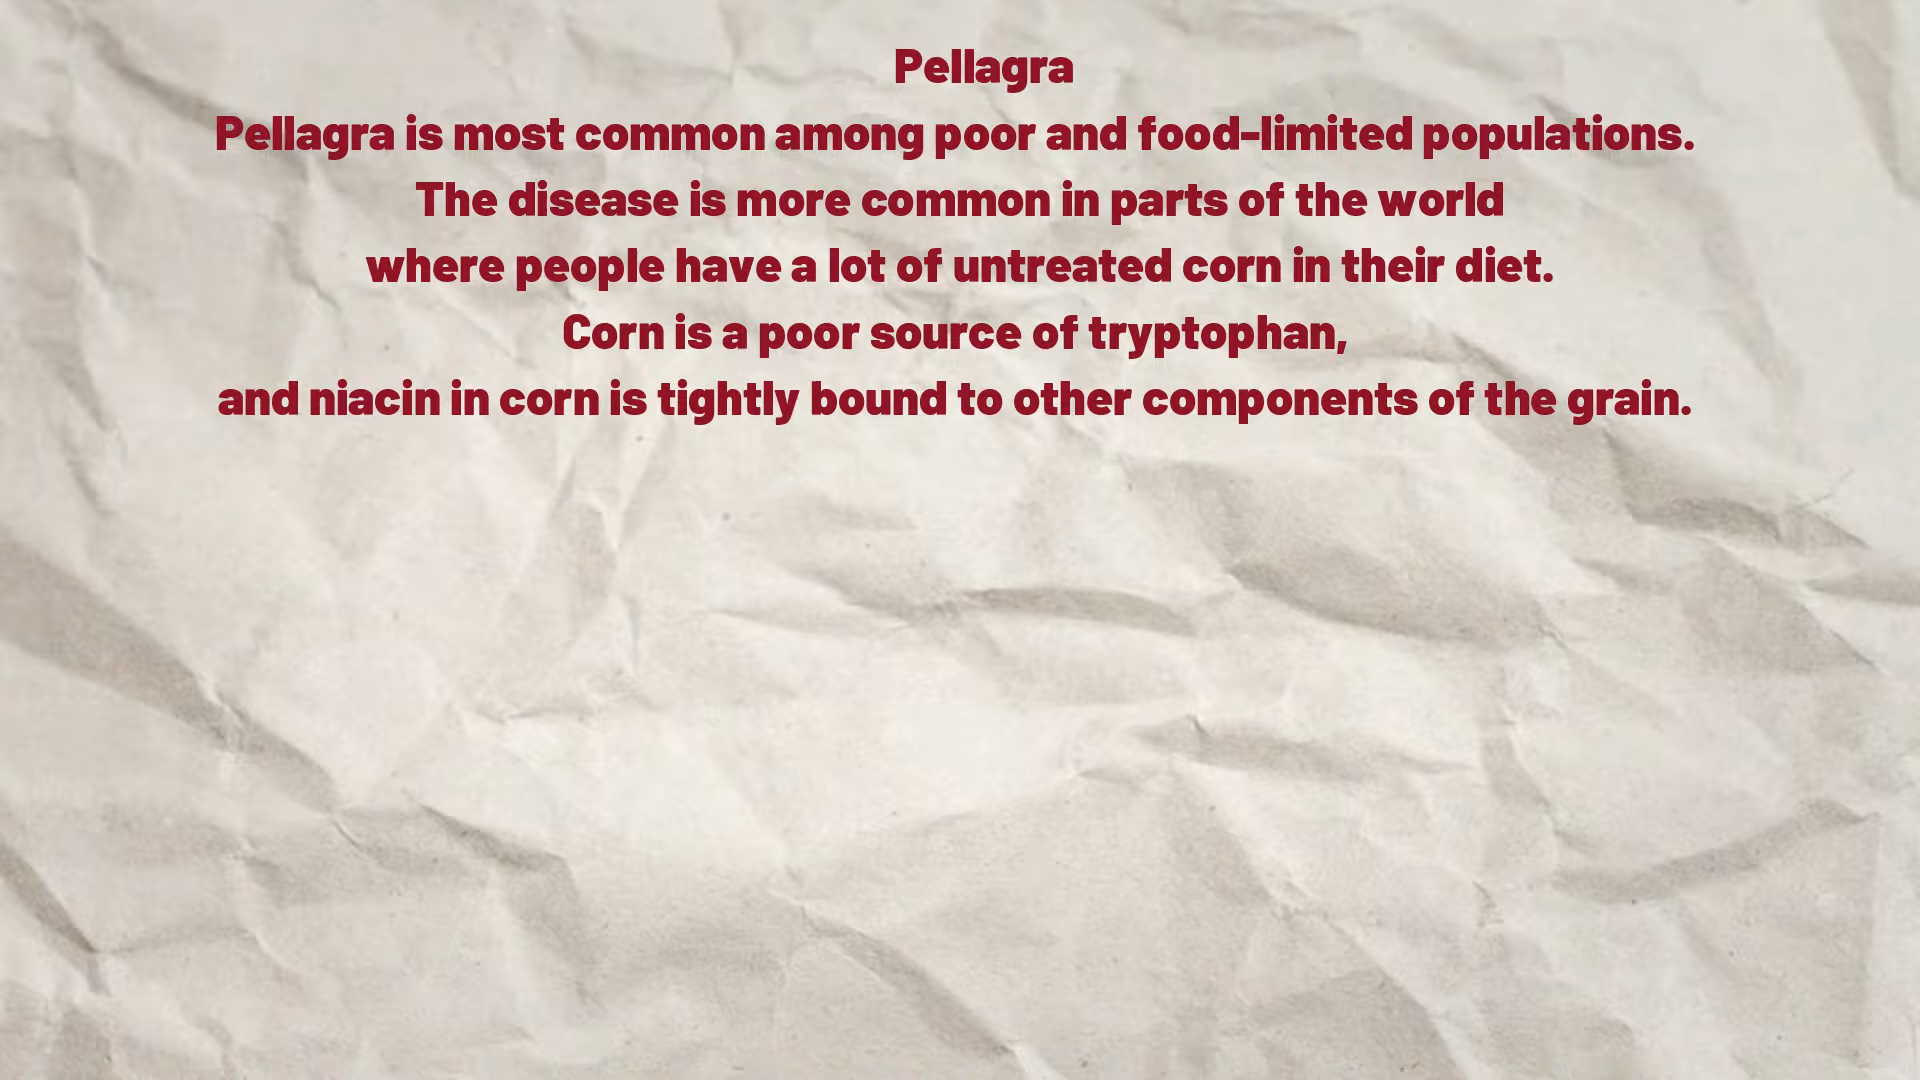 Pellagra
Pellagra is most common among poor and food-limited populations.
The disease is more common in parts of the world
where people have a lot of untreated corn in their diet.
Corn is a poor source of tryptophan,
and niacin in corn is tightly bound to other components of the grain.